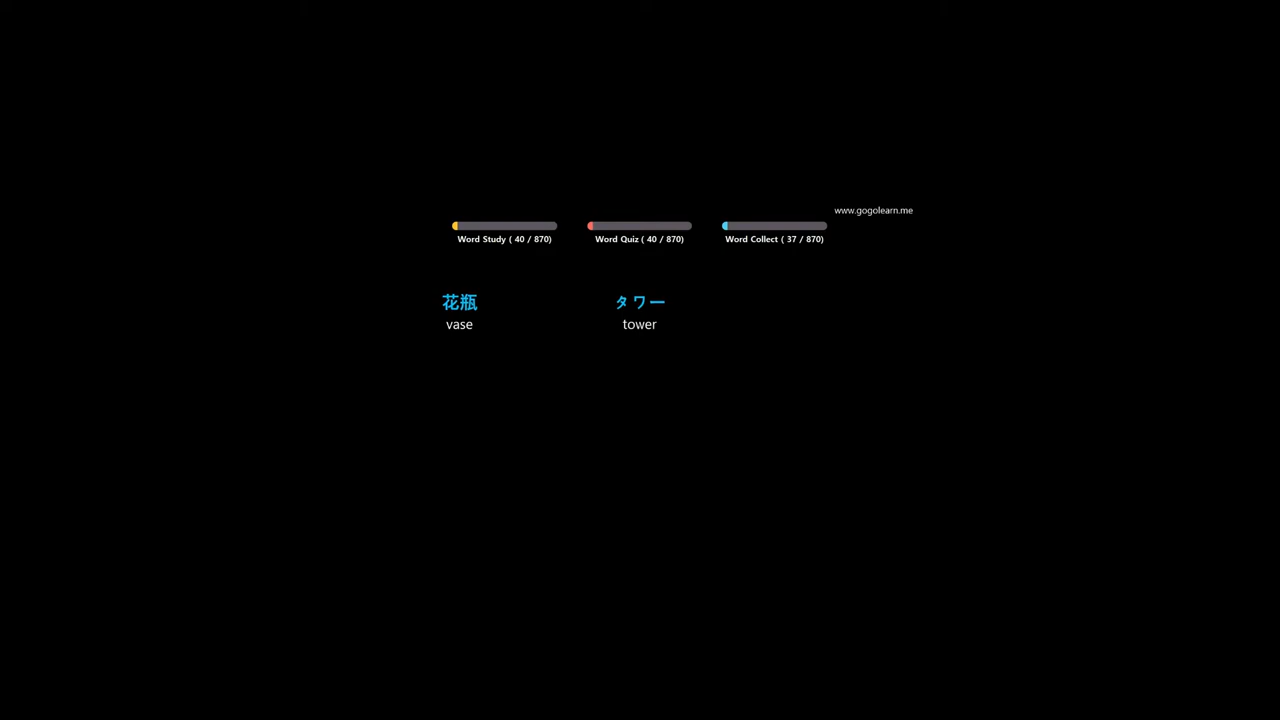 www.gogolearn.me
Word Study ( 40 / 870)
Word Quiz ( 40 / 870)
Word Collect ( 37 / 870)
花瓶
vase
タワー
tower